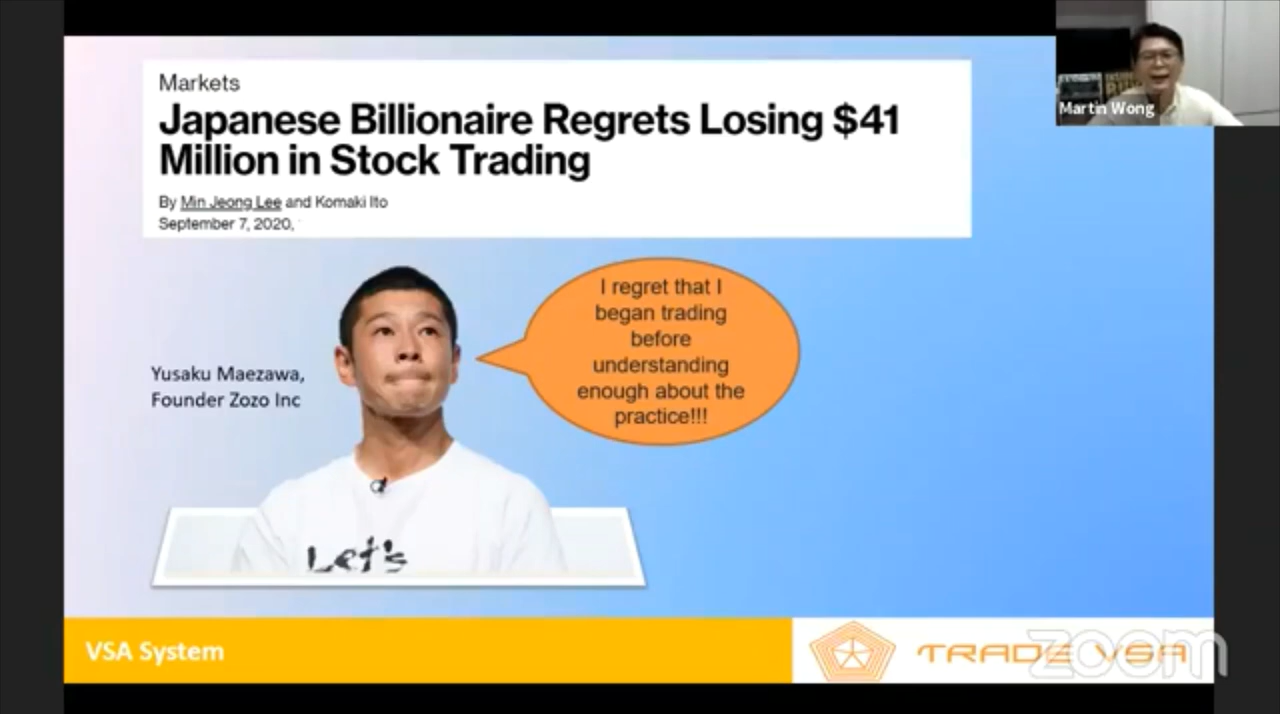 Markets
Japanese Billionaire Regrets Losing $41
Million in Stock Trading
By Min Jeong Lee and Komaki Ito
September 7, 2020,
Martin Wong
I regret that I
began trading
before
understanding
enough about the
practice!!!
Yusaku Maezawa,
Founder Zozo Inc
Let's
VSA System
TRADE VSA
zoom